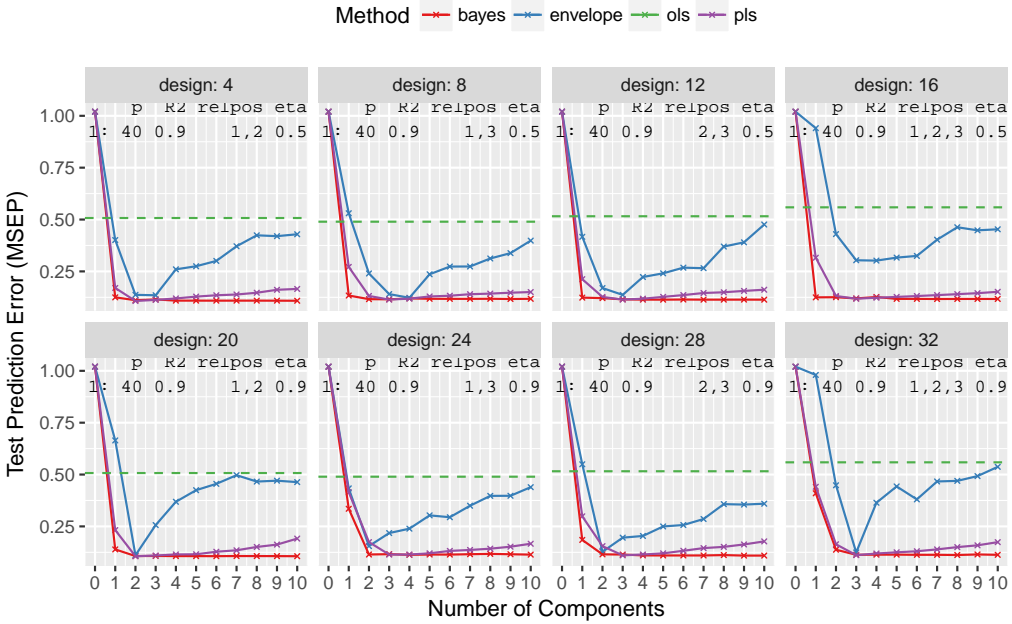 Method bayes envelope ols pls
Test Prediction Error (MSEP)
design: 4 design: 8 design: 12 design: 16
p R2 relpos eta p R2 relpos eta p R2 relpos eta p R2 relpos eta
1: 40 0.9 1,2 0.5 1: 40 0.9 1,3 0.5 1: 40 0.9 2,3 0.5 1: 40 0.9 1,2,3 0.5
1.00
0.75
0.50
0.25
design: 20 design: 24 design: 28 design: 32
p R2 relpos eta p R2 relpos eta p R2 relpos eta p R2 relpos eta
1: 40 0.9 1,2 0.9 1: 40 0.9 1,3 0.9 1: 40 0.9 2,3 0.9 1: 40 0.9 1,2,3 0.9
1.00
0.75
0.50
0.25
0 1 2 3 4 5 6 7 8 9 10 0 1 2 3 4 5 6 7 8 9 10 0 1 2 3 4 5 6 7 8 9 10 0 1 2 3 4 5 6 7 8 9 10
Number of Components